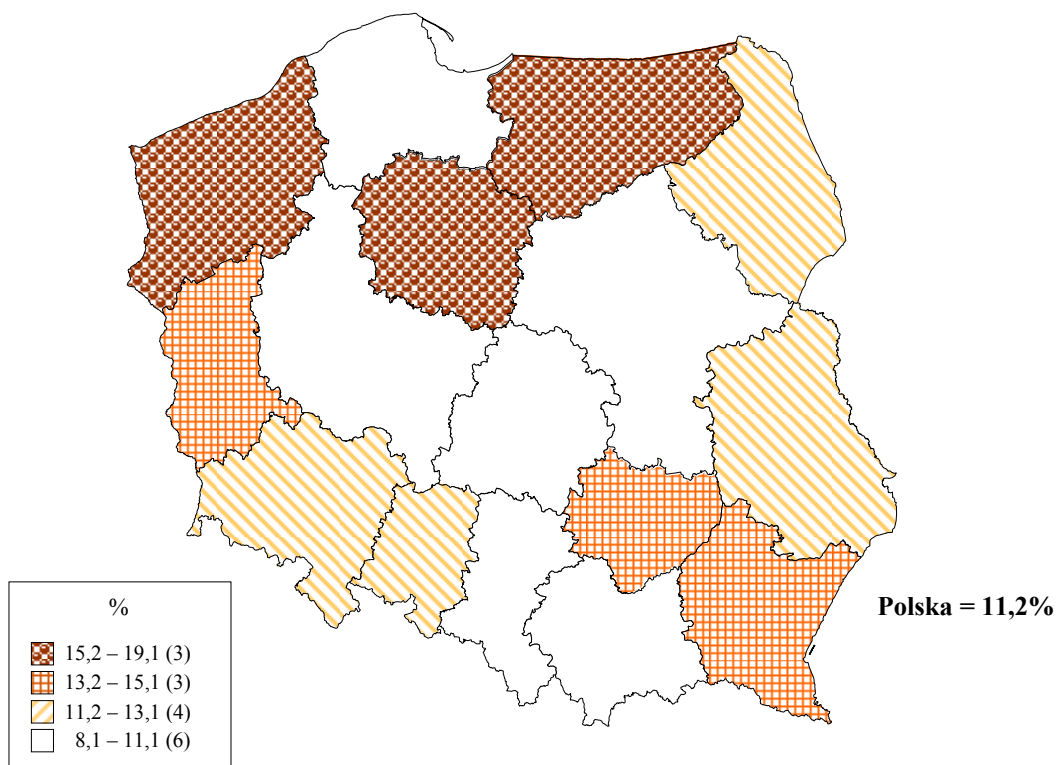 %
15,2 – 19,1 (3)
13,2 – 15,1 (3)
11,2 – 13,1 (4)
8,1 – 11,1 (6)
Polska = 11,2%